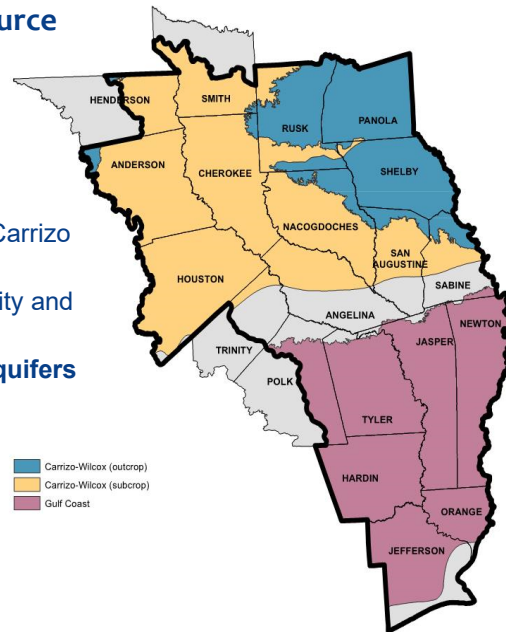 urce
HENDERSON
SMITH
RUSK
PANOLA
ANDERSON
CHEROKEE
SHELBY
NACOGDOCHES
SAN
AUGUSTINE
HOUSTON
SABINE
ANGELINA
TRINITY
NEWTON
JASPER
POLK
TYLER
HARDIN
ORANGE
JEFFERSON
Carrizo
ity and
quifers
Carrizo-Wilcox (outcrop)
Carrizo-Wilcox (subcrop)
Gulf Coast